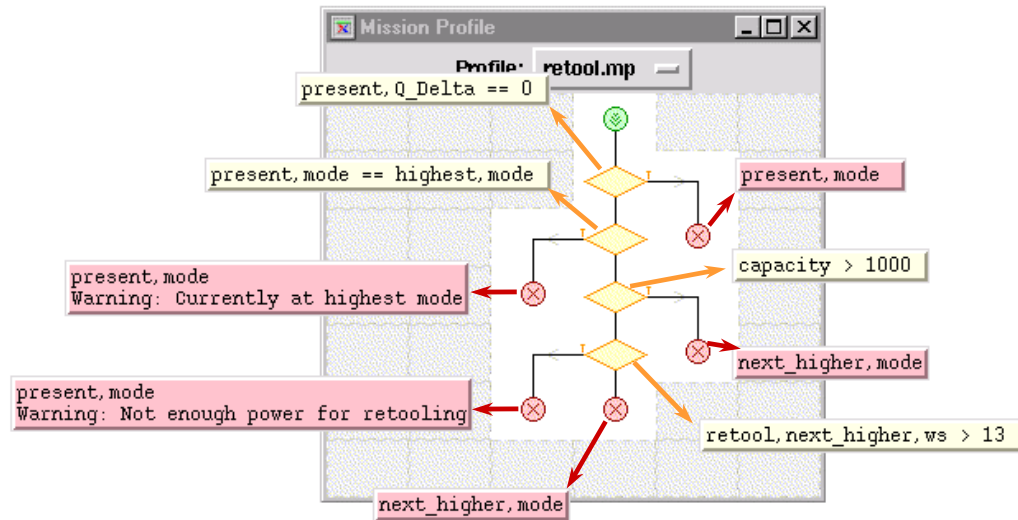 Mission Profile
Profile: retool.mp
present, Q_Delta == 0
present, mode == highest, mode
T
present, mode
T
capacity > 1000
present, mode
Warning: Currently at highest mode
T
T
next_higher, mode
present, mode
Warning: Not enough power for retooling
retool, next_higher, ws > 13
next_higher, mode